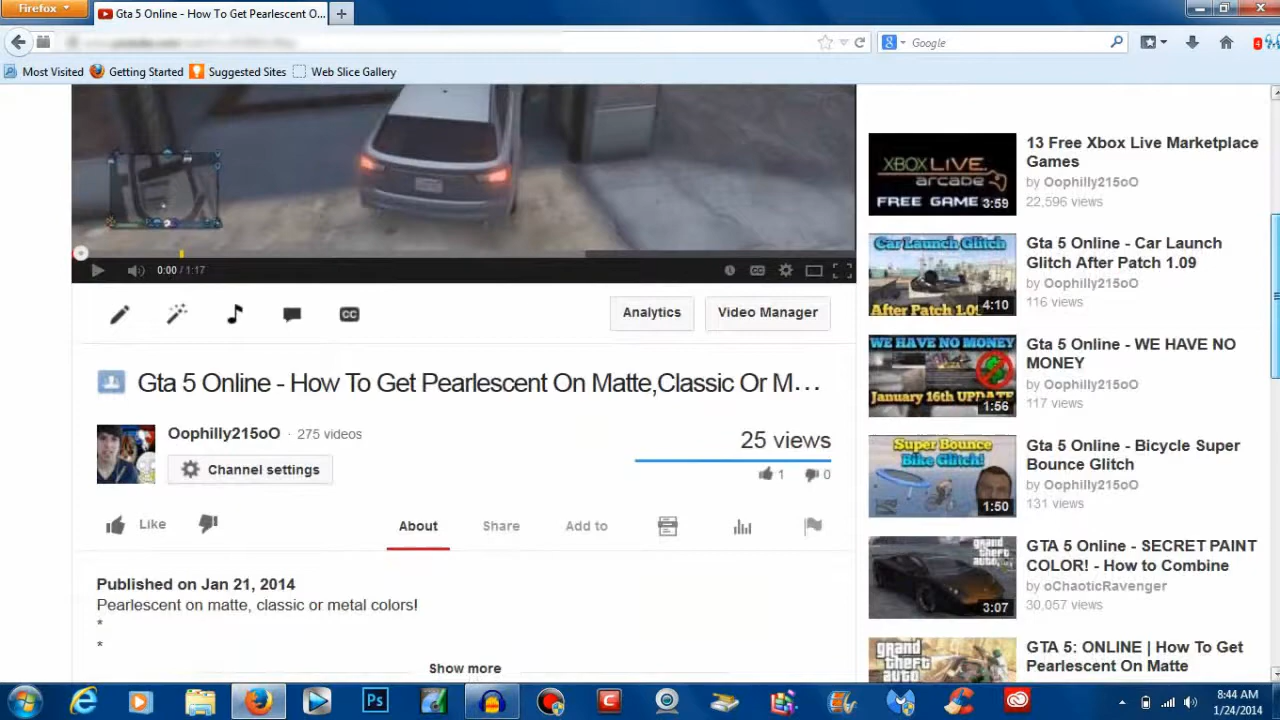 Firefox
Gta 5 Online - How To Get Pearlescent O...
Google
4
Most Visited
Getting Started
Suggested Sites
Web Slice Gallery
0:00 / 1:17
CC
Analytics
Video Manager
CC
Gta 5 Online - How To Get Pearlescent On Matte,Classic Or M...
Oophilly215oO · 275 videos
Channel settings
25 views
1
0
Like
About
Share
Add to
Published on Jan 21, 2014
Pearlescent on matte, classic or metal colors!
*
*
Show more
XBOX LIVE
arcade
FREE GAME
3:59
13 Free Xbox Live Marketplace
Games
by Oophilly215oO
22,596 views
Car Launch Glitch
After Patch 1.09
4:10
Gta 5 Online - Car Launch
Glitch After Patch 1.09
by Oophilly215oO
116 views
WE HAVE NO MONEY
January 16th UPDATE
1:56
Gta 5 Online - WE HAVE NO
MONEY
by Oophilly215oO
117 views
Super Bounce
Bike Glitch!
1:50
Gta 5 Online - Bicycle Super
Bounce Glitch
by Oophilly215oO
131 views
grand
theft
auto
3:07
GTA 5 Online - SECRET PAINT
COLOR! - How to Combine
by oChaoticRavenger
30,057 views
grand
theft
GTA 5: ONLINE | How To Get
Pearlescent On Matte
Ps
8:44 AM
1/24/2014